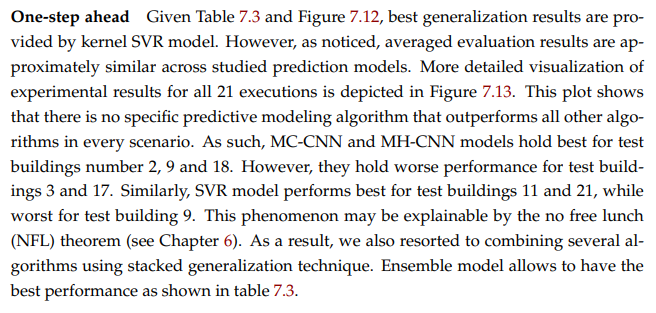 One-step ahead Given Table 7.3 and Figure 7.12, best generalization results are pro-
vided by kernel SVR model. However, as noticed, averaged evaluation results are ap-
proximately similar across studied prediction models. More detailed visualization of
experimental results for all 21 executions is depicted in Figure 7.13. This plot shows
that there is no specific predictive modeling algorithm that outperforms all other algo-
rithms in every scenario. As such, MC-CNN and MH-CNN models hold best for test
buildings number 2, 9 and 18. However, they hold worse performance for test build-
ings 3 and 17. Similarly, SVR model performs best for test buildings 11 and 21, while
worst for test building 9. This phenomenon may be explainable by the no free lunch
(NFL) theorem (see Chapter 6). As a result, we also resorted to combining several al-
gorithms using stacked generalization technique. Ensemble model allows to have the
best performance as shown in table 7.3.